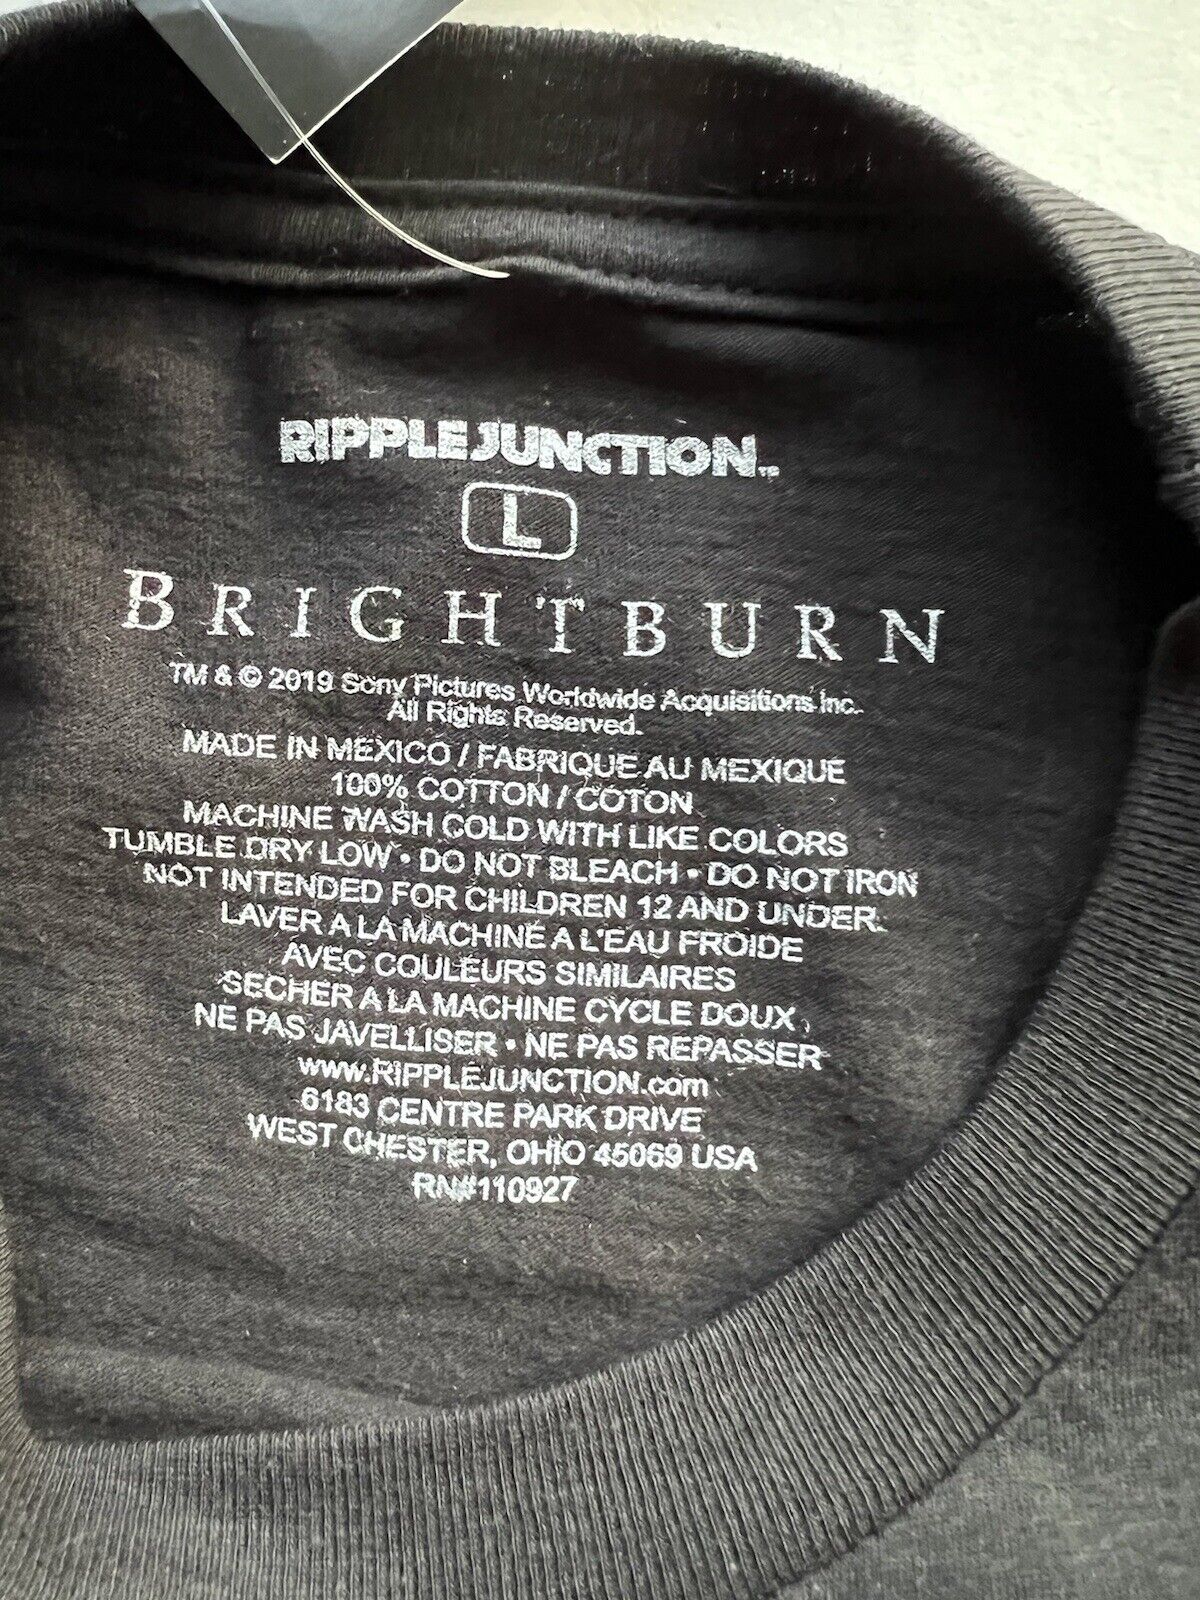 RIPPLEJUNCTION™
L
BRIGHTBURN
TM & © 2019 Sony Pictures Worldwide Acquisitions Inc.
All Rights Reserved.
MADE IN MEXICO / FABRIQUE AU MEXIQUE
100% COTTON / COTON
MACHINE WASH COLD WITH LIKE COLORS
TUMBLE DRY LOW • DO NOT BLEACH • DO NOT IRON
NOT INTENDED FOR CHILDREN 12 AND UNDER.
LAVER A LA MACHINE A L'EAU FROIDE
AVEC COULEURS SIMILAIRES
SECHER A LA MACHINE CYCLE DOUX,
NE PAS JAVELLISER • NE PAS REPASSER
www.RIPPLEJUNCTION.com
6183 CENTRE PARK DRIVE
WEST CHESTER, OHIO 45069 USA
RN#110927